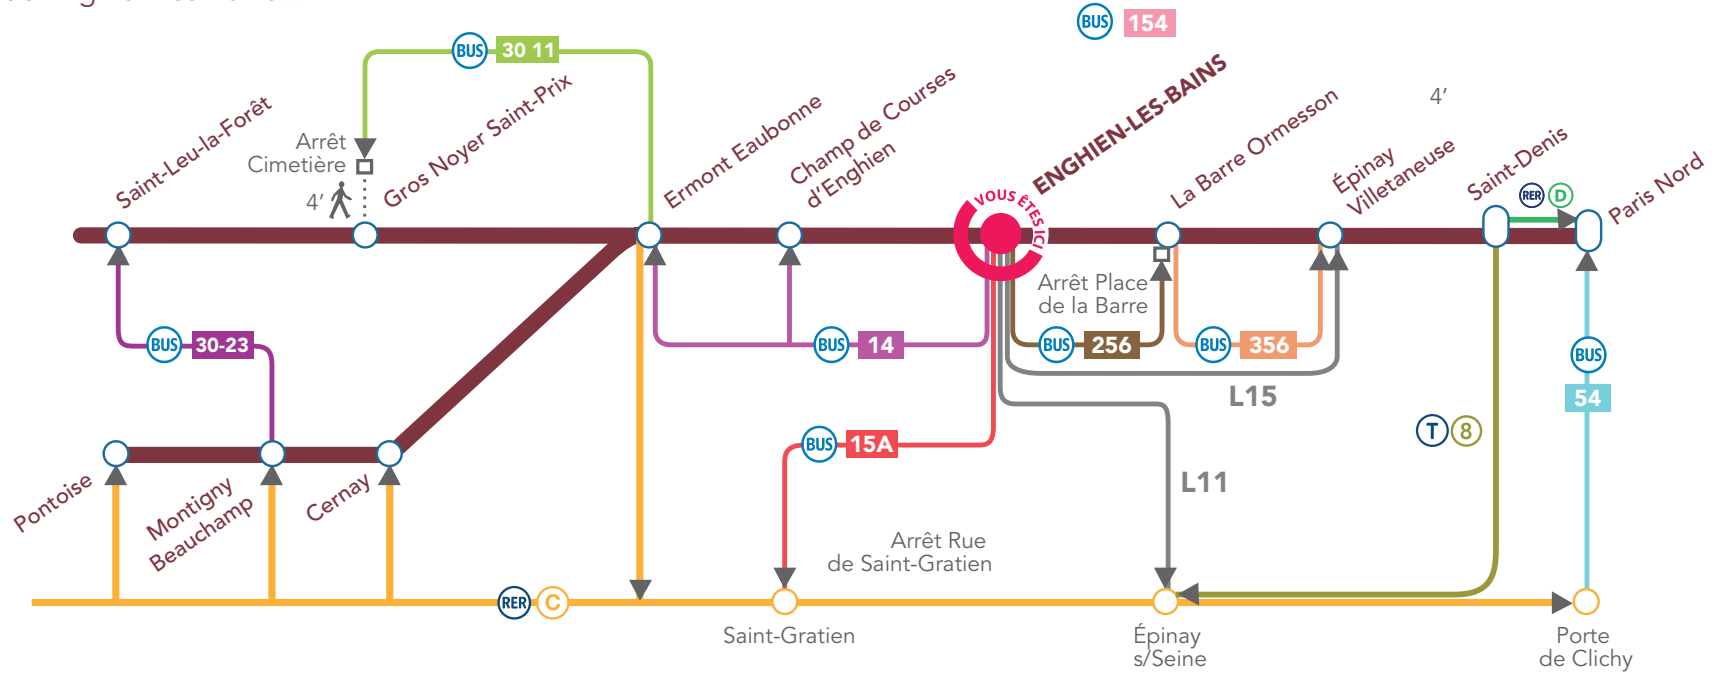 BUS 154
BUS 30 11
Saint-Leu-la-Forêt
Arrêt
Cimetière
4’
Gros Noyer Saint-Prix
Ermont Eaubonne
Champ de Courses
d’Enghien
ENGHIEN-LES-BAINS
VOUS ÊTES ICI
La Barre Ormesson
4’
Épinay
Villetaneuse
Saint-Denis
RER D
Paris Nord
Arrêt Place
de la Barre
BUS 30-23
BUS 14
BUS 256
BUS 356
BUS
54
L15
T 8
BUS 15A
L11
Pontoise
Montigny
Beauchamp
Cernay
Arrêt Rue
de Saint-Gratien
RER C
Saint-Gratien
Épinay
s/Seine
Porte
de Clichy